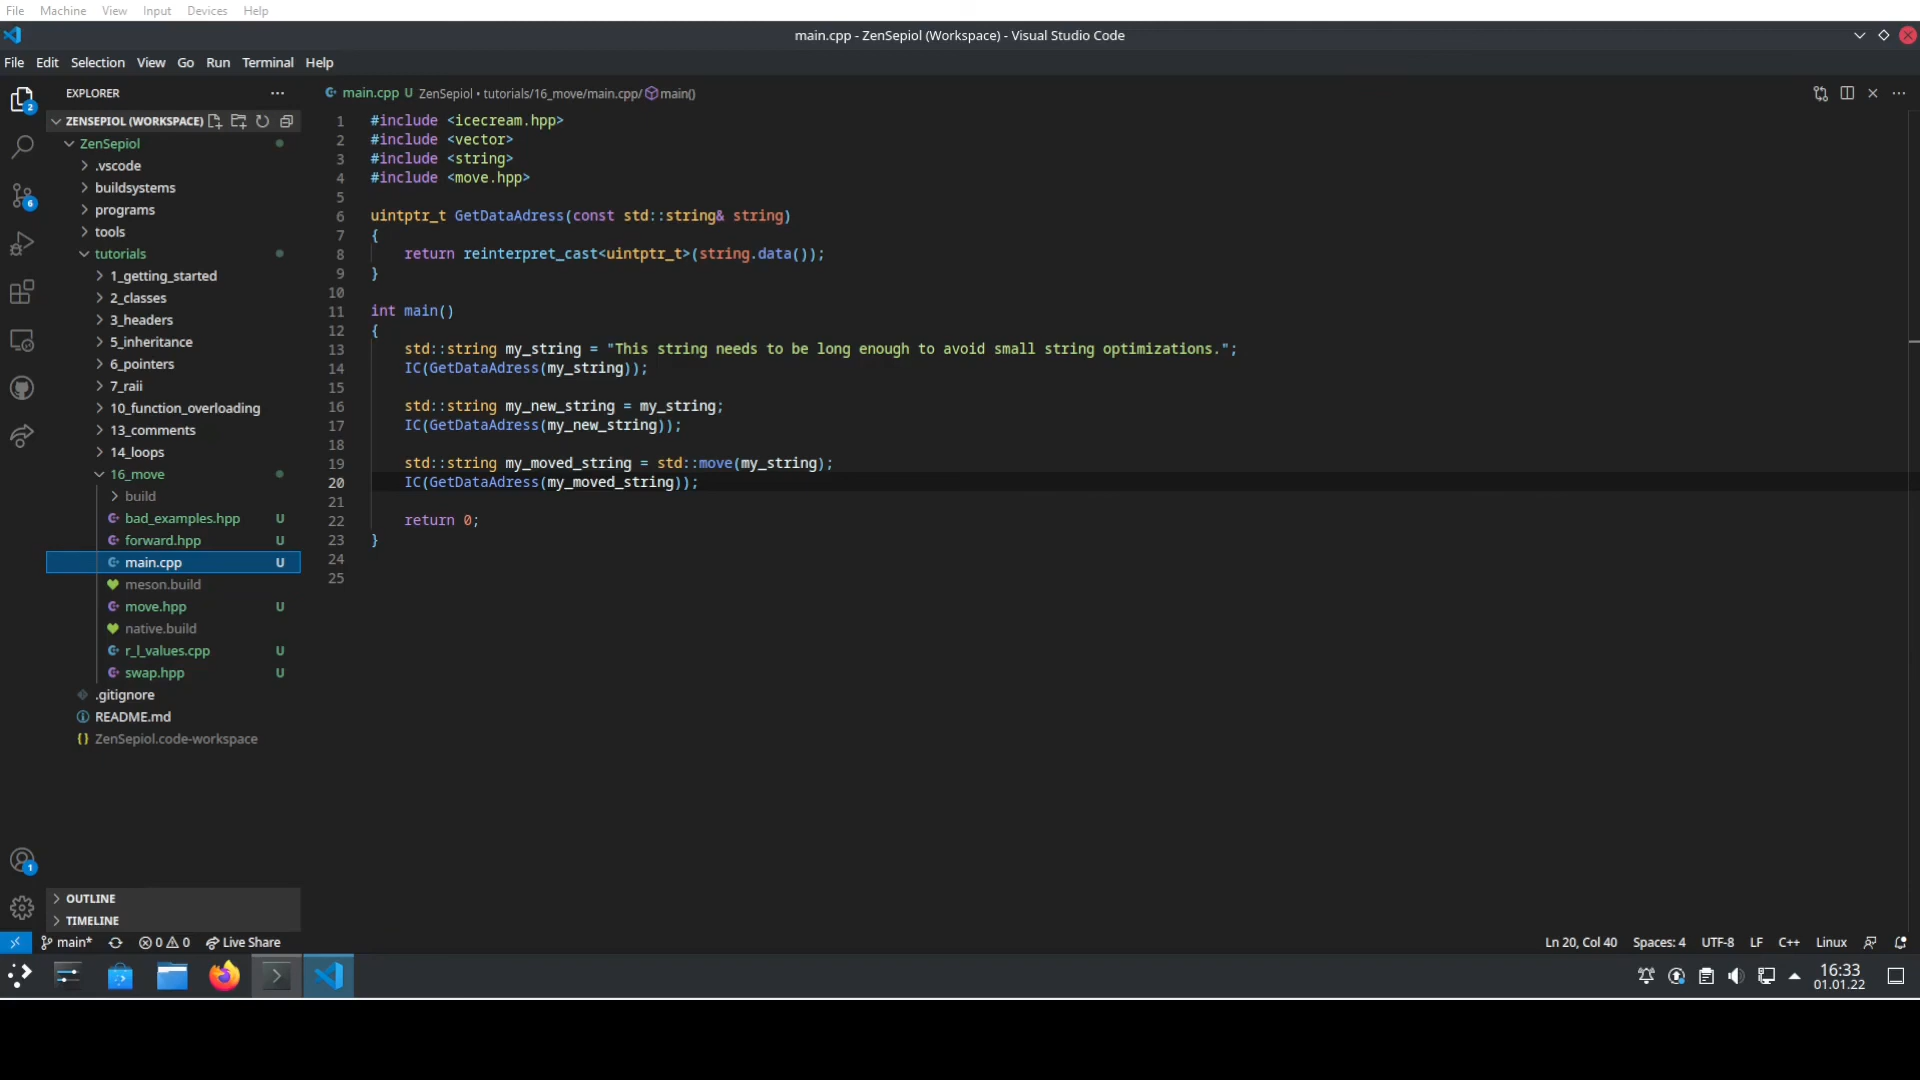 File Machine View Input Devices Help
main.cpp - ZenSepiol (Workspace) - Visual Studio Code
File Edit Selection View Go Run Terminal Help
EXPLORER
ZENSEPIOL (WORKSPACE)
ZenSepiol
.vscode
buildsystems
programs
tools
tutorials
1_getting_started
2_classes
3_headers
5_inheritance
6_pointers
7_raii
10_function_overloading
13_comments
14_loops
16_move
build
bad_examples.hpp U
forward.hpp U
main.cpp U
meson.build
move.hpp U
native.build
r_l_values.cpp U
swap.hpp U
.gitignore
README.md
ZenSepiol.code-workspace
OUTLINE
TIMELINE
2
6
1
main.cpp U ZenSepiol • tutorials/16_move/main.cpp/ main()
1 #include <icecream.hpp>
2 #include <vector>
3 #include <string>
4 #include <move.hpp>
5
6 uintptr_t GetDataAdress(const std::string& string)
7 {
8 return reinterpret_cast<uintptr_t>(string.data());
9 }
10
11 int main()
12 {
13 std::string my_string = "This string needs to be long enough to avoid small string optimizations.";
14 IC(GetDataAdress(my_string));
15
16 std::string my_new_string = my_string;
17 IC(GetDataAdress(my_new_string));
18
19 std::string my_moved_string = std::move(my_string);
20 IC(GetDataAdress(my_moved_string));
21
22 return 0;
23 }
24
25
main* 0 0 Live Share
Ln 20, Col 40 Spaces: 4 UTF-8 LF C++ Linux
16:33
01.01.22